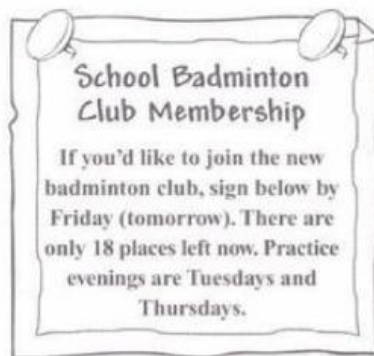 School Badminton
Club Membership
If you'd like to join the new
badminton club, sign below by
Friday (tomorrow). There are
only 18 places left now. Practice
evenings are Tuesdays and
Thursdays.